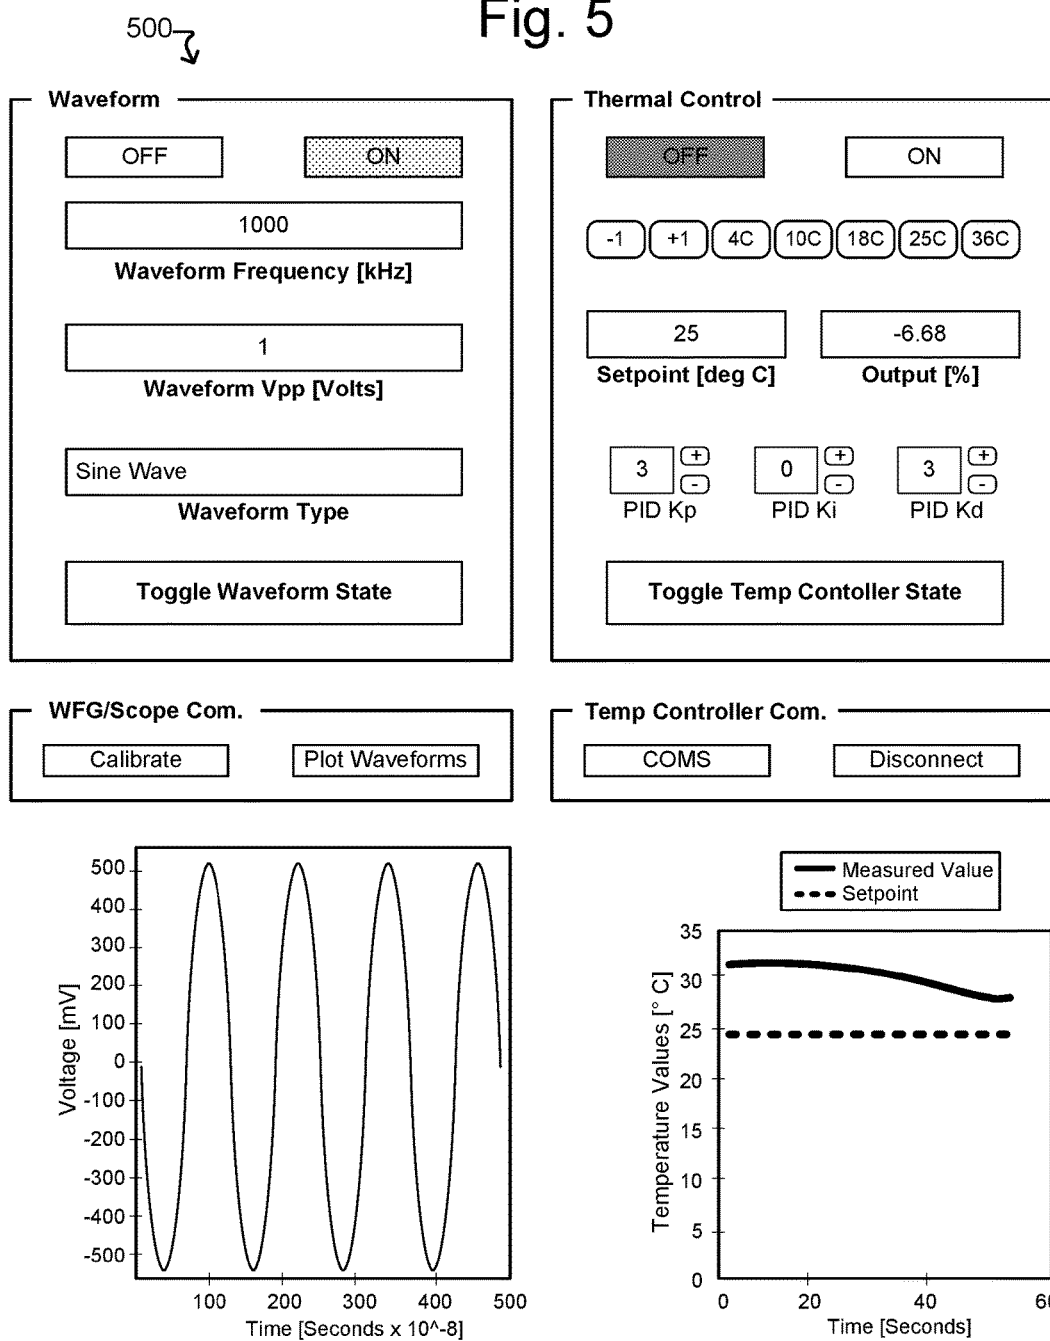 Fig. 5
500
Waveform
OFF
ON
1000
Waveform Frequency [kHz]
1
Waveform Vpp [Volts]
Sine Wave
Waveform Type
Toggle Waveform State
Thermal Control
OFF
ON
-1
+1
4C
10C
18C
25C
36C
25
Setpoint [deg C]
-6.68
Output [%]
3
+
-
PID Kp
0
+
-
PID Ki
3
+
-
PID Kd
Toggle Temp Contoller State
WFG/Scope Com.
Calibrate
Plot Waveforms
Temp Controller Com.
COMS
Disconnect
Voltage [mV]
500
400
300
200
100
0
-100
-200
-300
-400
-500
100
200
300
400
500
Time [Seconds x 10^-8]
Measured Value
Setpoint
Temperature Values [° C]
35
30
25
20
15
10
5
0
0
20
40
60
Time [Seconds]